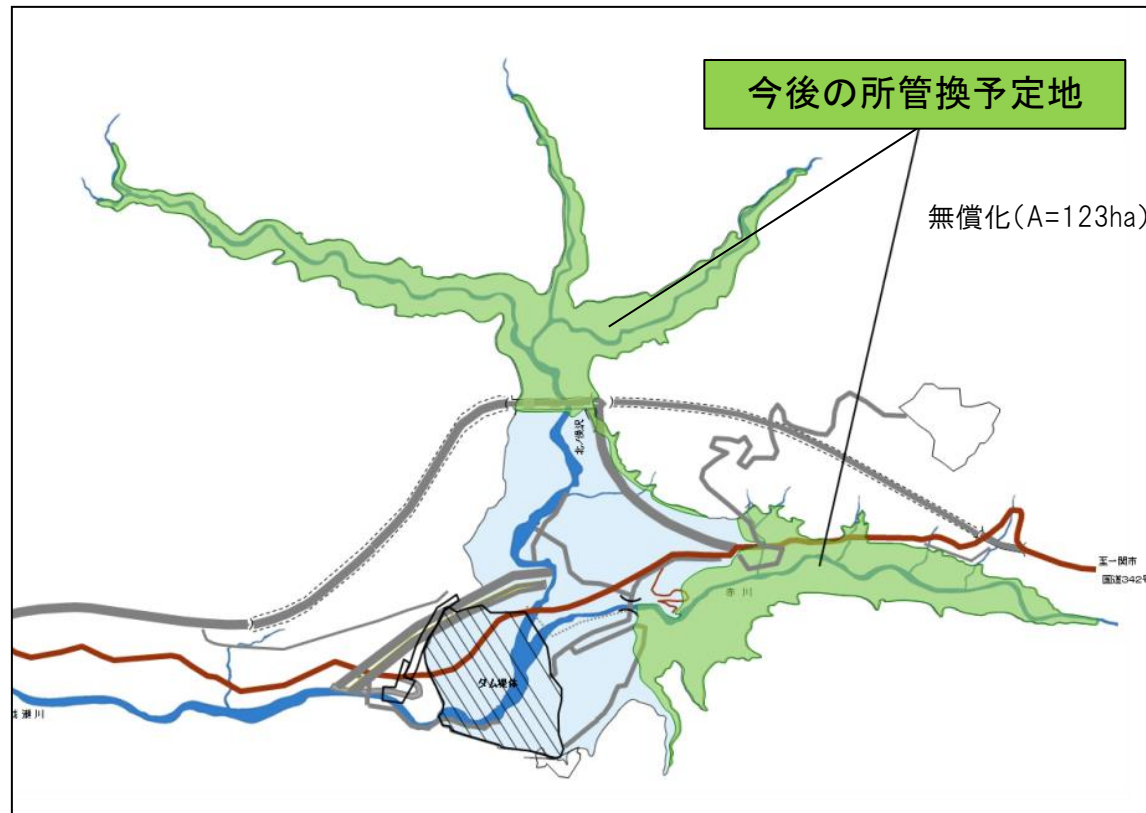 今後の所管換予定地
無償化(A=123ha)
北ノ俣沢
至一関市
国道342号
赤川
ダム堤体
瀬川